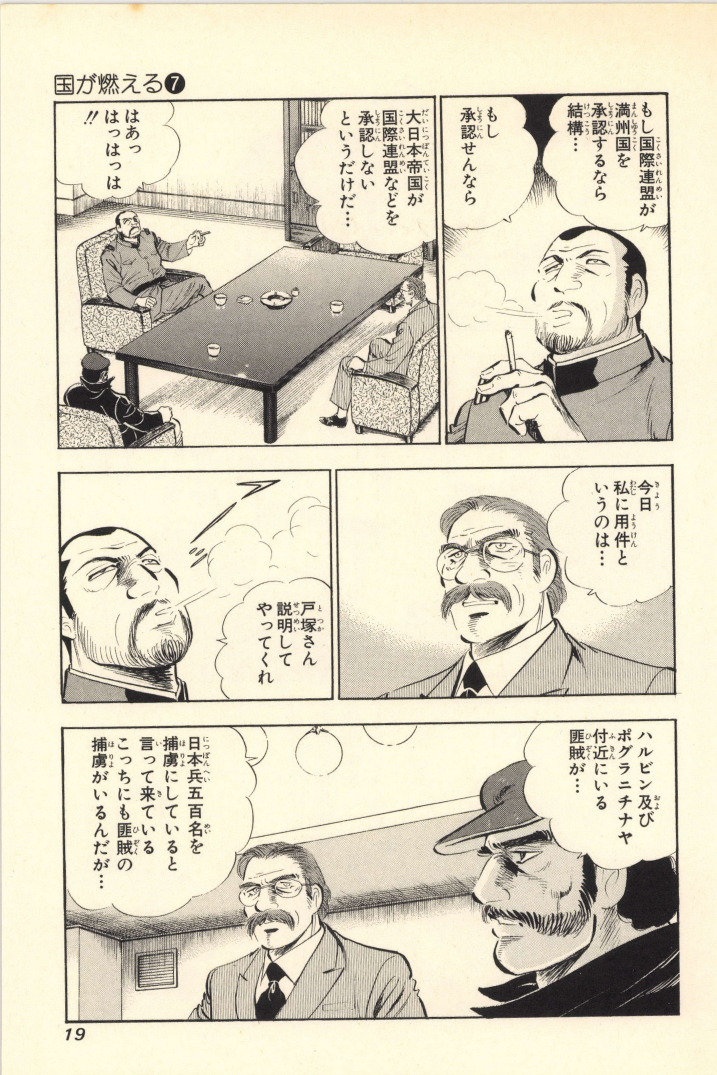 国が燃える❼
もし国際連盟が
満州国を
承認するなら
結構…
もし
承認せんなら
大日本帝国が
国際連盟などを
承認しない
というだけだ…
はあっ
はっはっは
!!
今日
私に用件と
いうのは…
戸塚さん
説明して
やってくれ
ハルビン及び
ポグラニチナヤ
付近にいる
匪賊が…
日本兵五百名を
捕虜にしていると
言って来ている
こっちにも匪賊の
捕虜がいるんだが…
19